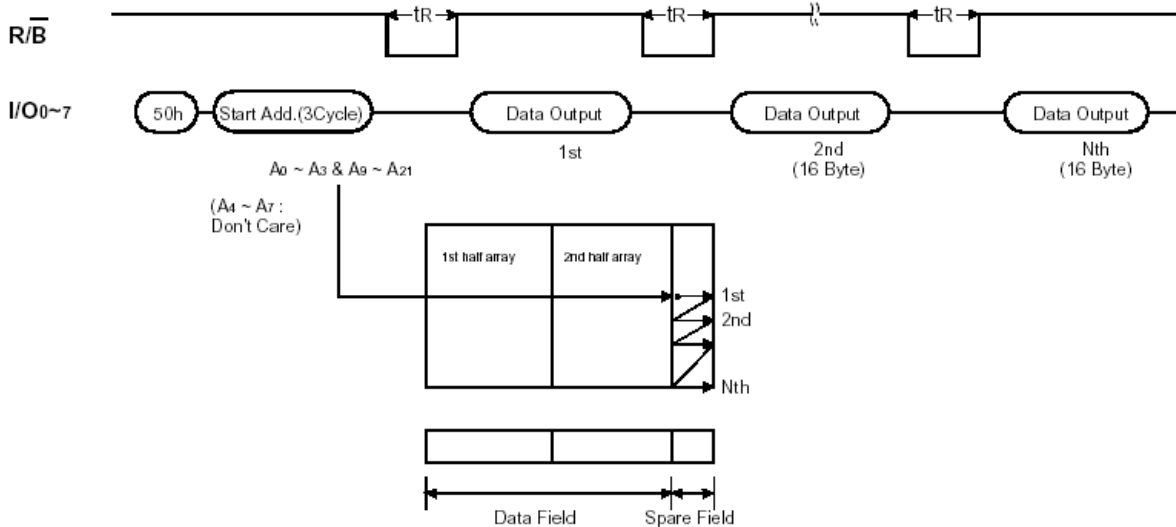 tR tR tR
R/B
I/O0~7 50h Start Add.(3Cycle) Data Output Data Output Data Output
1st 2nd Nth
(16 Byte) (16 Byte)
A0 ~ A3 & A9 ~ A21
(A4 ~ A7 :
Don't Care)
1st half array 2nd half array
1st
2nd
Nth
Data Field Spare Field